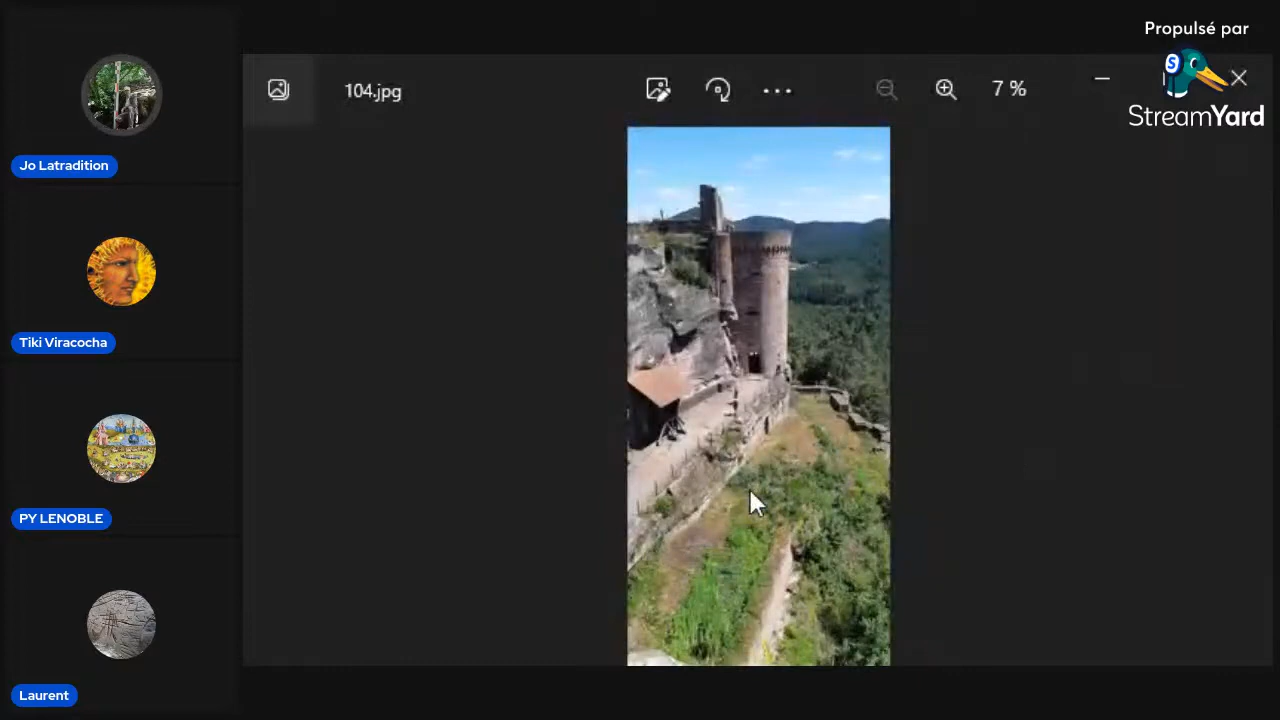 Propulsé par
StreamYard
104.jpg
7 %
Jo Latradition
Tiki Viracocha
PY LENOBLE
Laurent